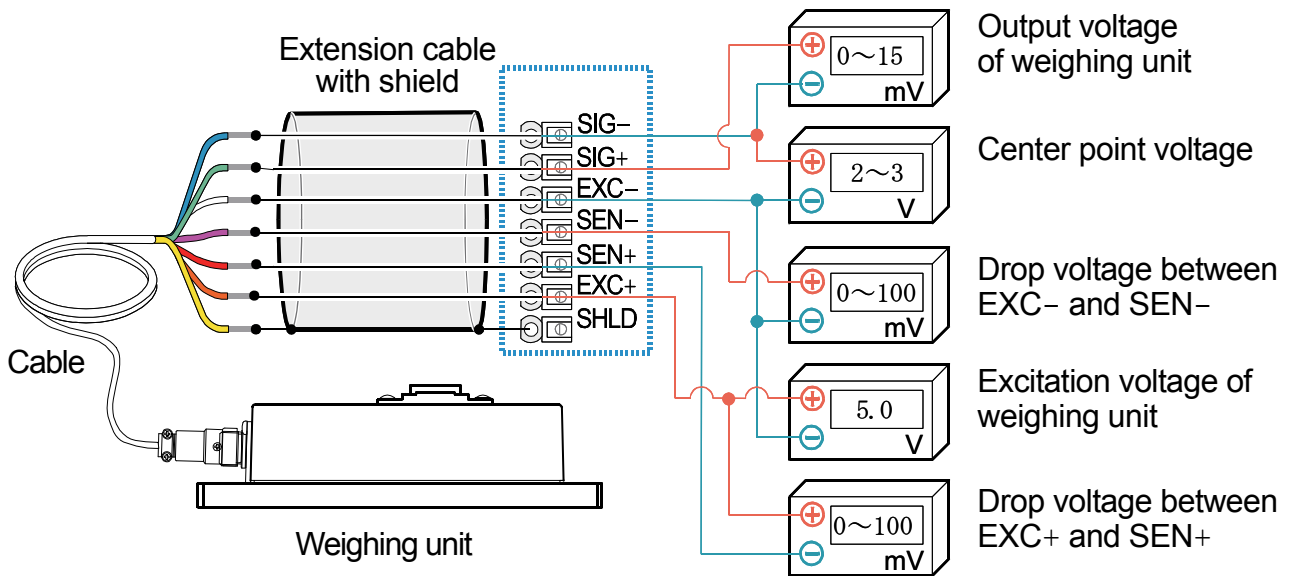 Extension cable
with shield
SIG−
SIG+
EXC−
SEN−
SEN+
EXC+
SHLD
Cable
Weighing unit
0~15
mV
Output voltage
of weighing unit
2~3
V
Center point voltage
0~100
mV
Drop voltage between
EXC− and SEN−
5.0
V
Excitation voltage of
weighing unit
0~100
mV
Drop voltage between
EXC+ and SEN+